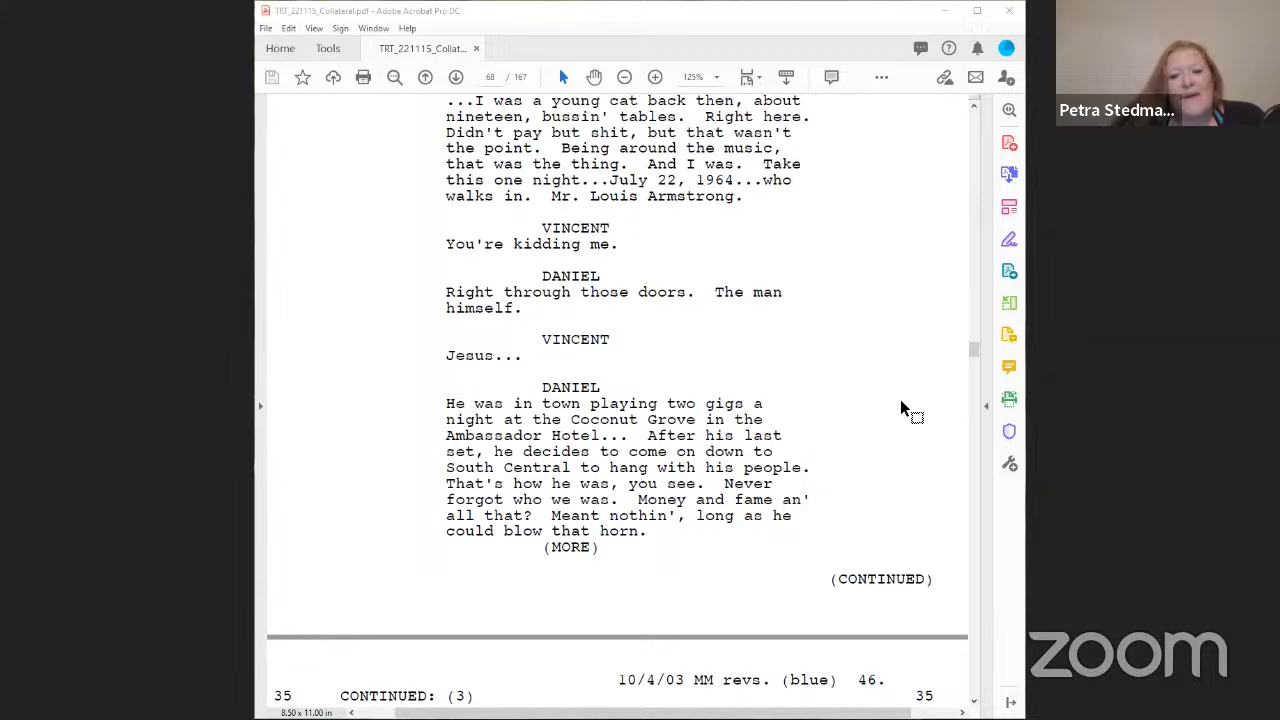 TRT_221115_Collateral.pdf - Adobe Acrobat Pro DC
File Edit View Sign Window Help
Home Tools TRT_221115_Collat... ×
68 / 167 125%
...I was a young cat back then, about
nineteen, bussin' tables. Right here.
Didn't pay but shit, but that wasn't
the point. Being around the music,
that was the thing. And I was. Take
this one night...July 22, 1964...who
walks in. Mr. Louis Armstrong.
VINCENT
You're kidding me.
DANIEL
Right through those doors. The man
himself.
VINCENT
Jesus...
DANIEL
He was in town playing two gigs a
night at the Coconut Grove in the
Ambassador Hotel... After his last
set, he decides to come on down to
South Central to hang with his people.
That's how he was, you see. Never
forgot who we was. Money and fame an'
all that? Meant nothin', long as he
could blow that horn.
(MORE)
(CONTINUED)
10/4/03 MM revs. (blue) 46.
35 CONTINUED: (3) 35
8.50 x 11.00 in
Petra Stedma...
zoom